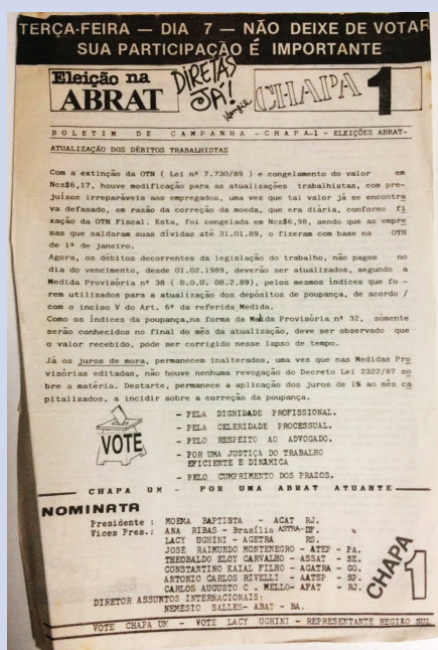 TERÇA-FEIRA — DIA 7 — NÃO DEIXE DE VOTAR
SUA PARTICIPAÇÃO É IMPORTANTE
Eleição na
ABRAT
DIRETAS
JÁ!
CHAPA 1
BOLETIM DE CAMPANHA -CHAPA-1 - ELEIÇÕES ABRAT-
ATUALIZAÇÃO DOS DÉBITOS TRABALHISTAS
Com a extinção da OTN ( Lei nº 7.730/89 ) e congelamento do valor em
Ncz$6,17, houve modificação para as atualizações trabalhistas, com pre-
juízos irreparáveis aos empregados, uma vez que tal valor já se encontra
va defasado, em razão da correção da moeda, que era diária, conforme fi
xação da OTN Fiscal. Esta, foi congelada em Ncz$6,98, sendo que as empre
sas que saldaram suas dívidas até 31.01.89, o fizeram com base na OTN
de 1º de janeiro.
Agora, os débitos decorrentes da legislação do trabalho, não pagos no
dia do vencimento, desde 01.02.1989, deverão ser atualizados, segundo a
Medida Provisória nº 38 ( D.O.U. 08.2.89), pelos mesmos índices que fo -
rem utilizados para a atualização dos depósitos de poupança, de acordo /
com o inciso V do Art. 6º da referida Medida.
Como os índices da poupança, na forma da Medida Provisória nº 32, somente
serão conhecidos no final do mês da atualização, deve ser observado que
o valor recebido, pode ser corrigido nesse lapso de tempo.
Já os juros de mora, permanecem inalterados, uma vez que nas Medidas Pro
visórias editadas, não houve nenhuma revogação do Decreto Lei 2322/87 so
bre a matéria. Destarte, permanece a aplicação dos juros de 1% ao mês ca
pitalizados, a incidir sobre a correção da poupança.
VOTE
- PELA DIGNIDADE PROFISSIONAL.
- PELA CELERIDADE PROCESSUAL.
- PELO RESPEITO AO ADVOGADO.
- POR UMA JUSTIÇA DO TRABALHO
EFICIENTE E DINÂMICA
- PELO CUMPRIMENTO DOS PRAZOS.
CHAPA UM - POR UMA ABRAT ATUANTE
NOMINATA
Presidente : MOEMA BAPTISTA - ACAT RJ.
Vices Pres.: ANA RIBAS - Brasília ASTRA-DF.
LACY UGHINI - AGETRA RS.
JOSÉ RAIMUNDO MONTENEGRO - ATEP - PA.
THEOBALDO ELOY CARVALHO - ASSAT - SE.
CONSTANTINO KAIAL FILHO - AGATRA - GO.
ANTONIO CARLOS RIVELLI - AATSP - SP.
CARLOS AUGUSTO C . MELLO- AFAT - RJ.
DIRETOR ASSUNTOS INTERNACIONAIS:
NEMÉSIO SALLES- ABAT - BA.
CHAPA 1
VOTE CHAPA UM - VOTE LACY UGHINI - REPRESENTANTE REGIÃO SUL